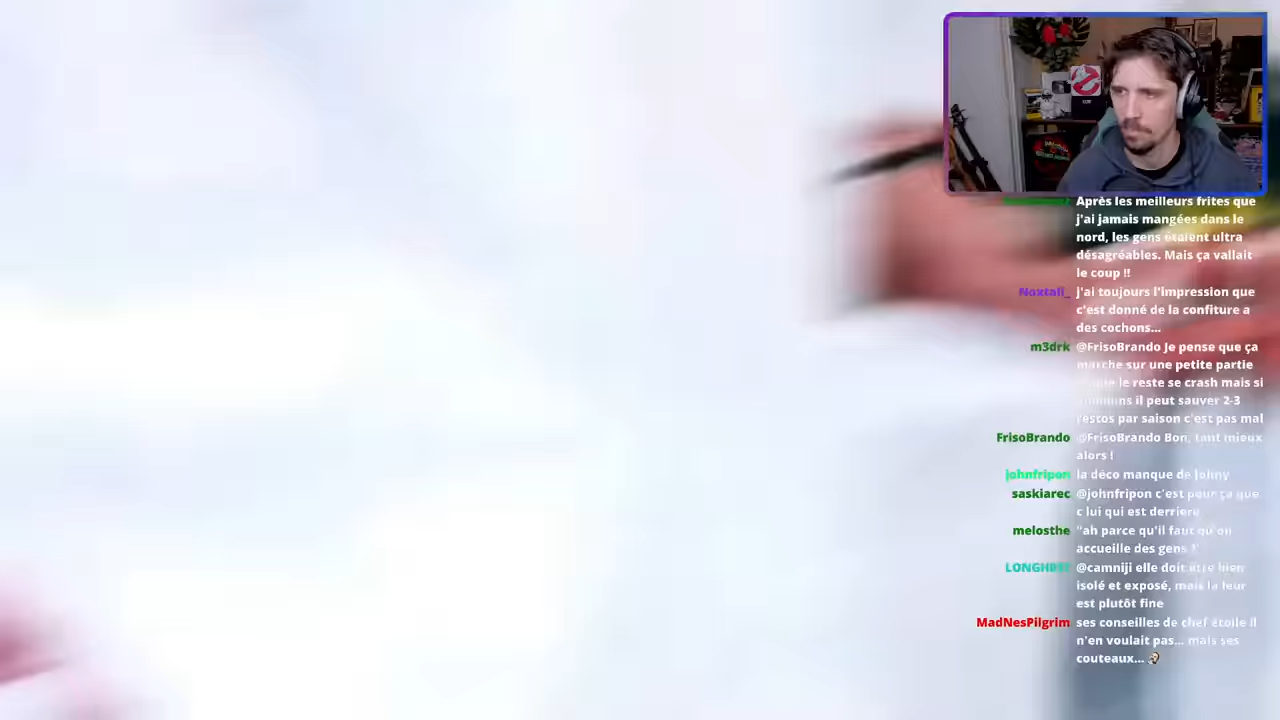 Après les meilleurs frites que
j'ai jamais mangées dans le
nord, les gens étaient ultra
désagréables. Mais ça vallait
le coup !!
Noxtali_ j'ai toujours l'impression que
c'est donné de la confiture a
des cochons...
m3drk @FrisoBrando Je pense que ça
marche sur une petite partie
le reste se crash mais si
il peut sauver 2-3
restos par saison c'est pas mal
FrisoBrando @FrisoBrando Bon, tant mieux
alors !
johnfripon la déco manque de Johny
saskiarec @johnfripon c'est pour ça que
c lui qui est derriere
melosthe "ah parce qu'il faut qu'on
accueille des gens !"
@camniji elle doit être bien
isolé et exposé, mais la leur
est plutôt fine
MadNesPilgrim ses conseilles de chef étoile il
n'en voulait pas... mais ses
couteaux...